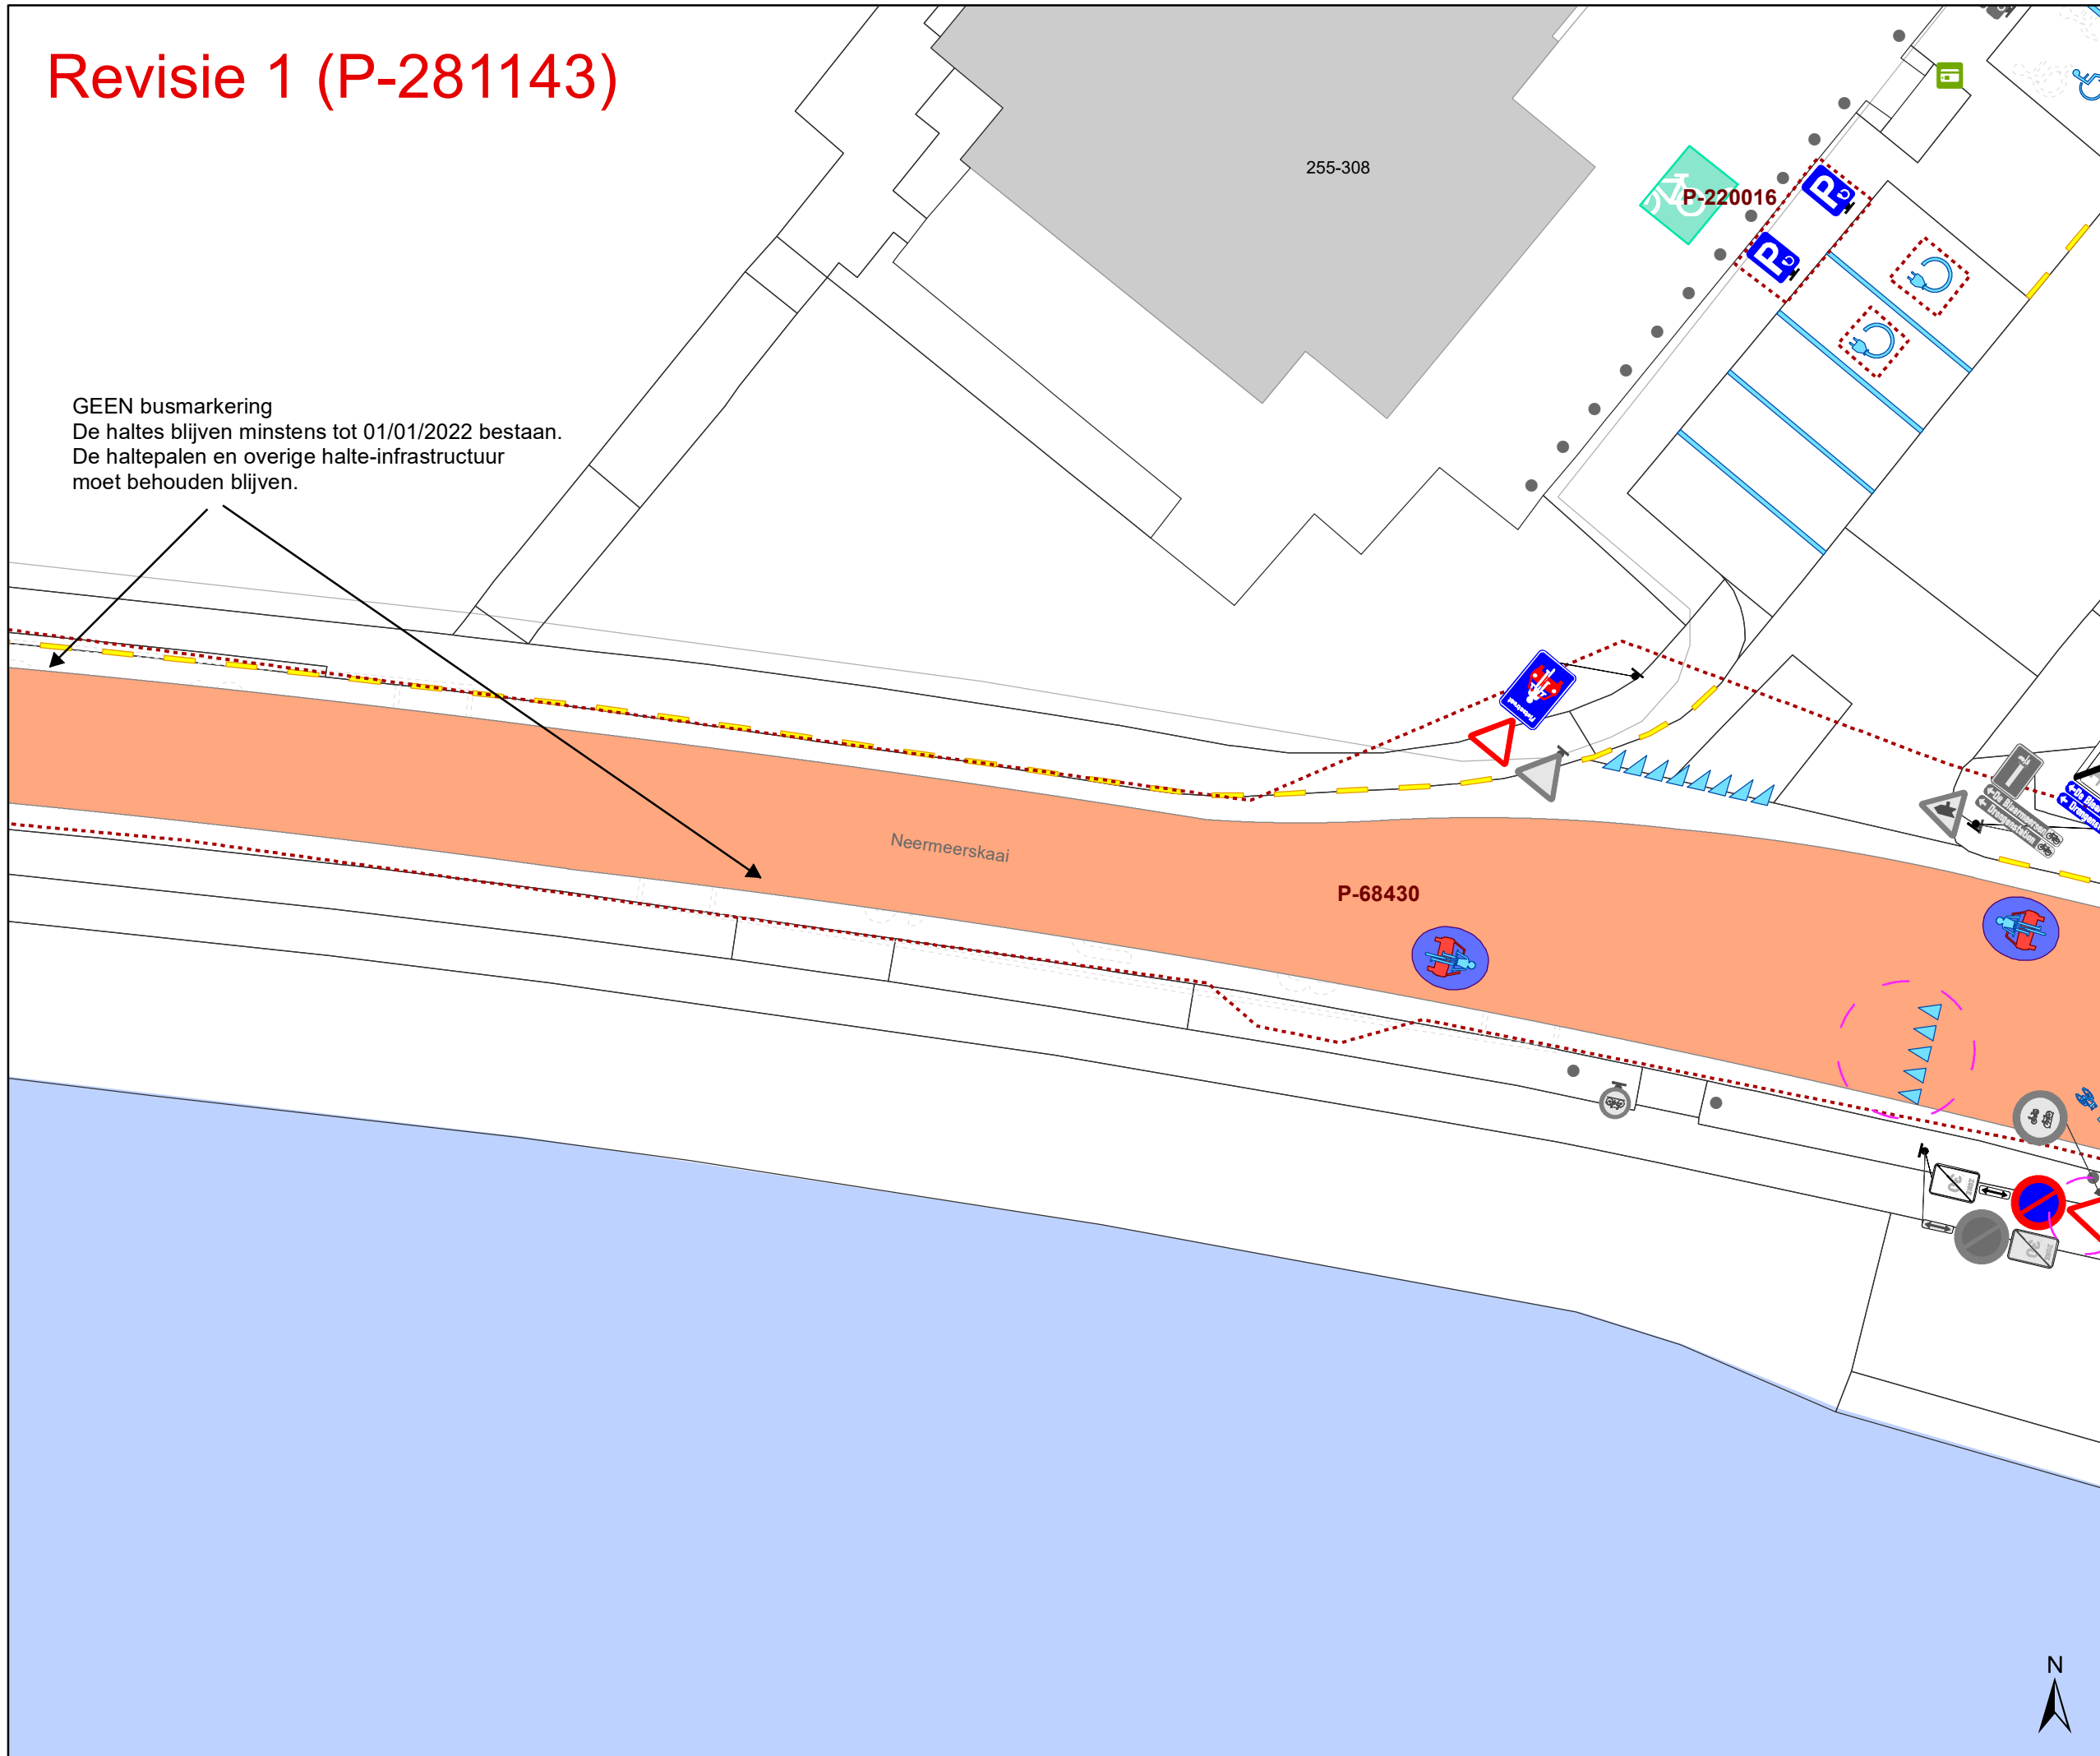 Revisie 1 (P-281143)
255-308
P-220016
GEEN busmarkering
De haltes blijven minstens tot 01/01/2022 bestaan.
De haltepalen en overige halte-infrastructuur
moet behouden blijven.
Fietsstraat
Neermeerskaai
P-68430
N